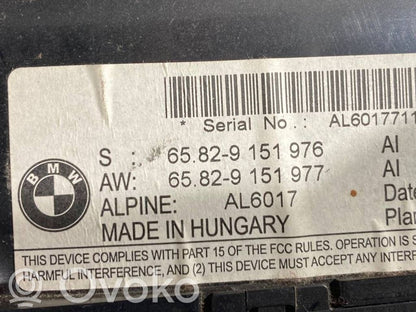 * Serial No.: AL6017711
S : 65.82-9 151 976 AI
AW: 65.82-9 151 977 AI
ALPINE: AL6017 Date
MADE IN HUNGARY Plan
THIS DEVICE COMPLIES WITH PART 15 OF THE FCC RULES. OPERATION IS SU
HARMFUL INTERFERENCE, AND (2) THIS DEVICE MUST ACCEPT ANY INTERF
BMW
Ovoko